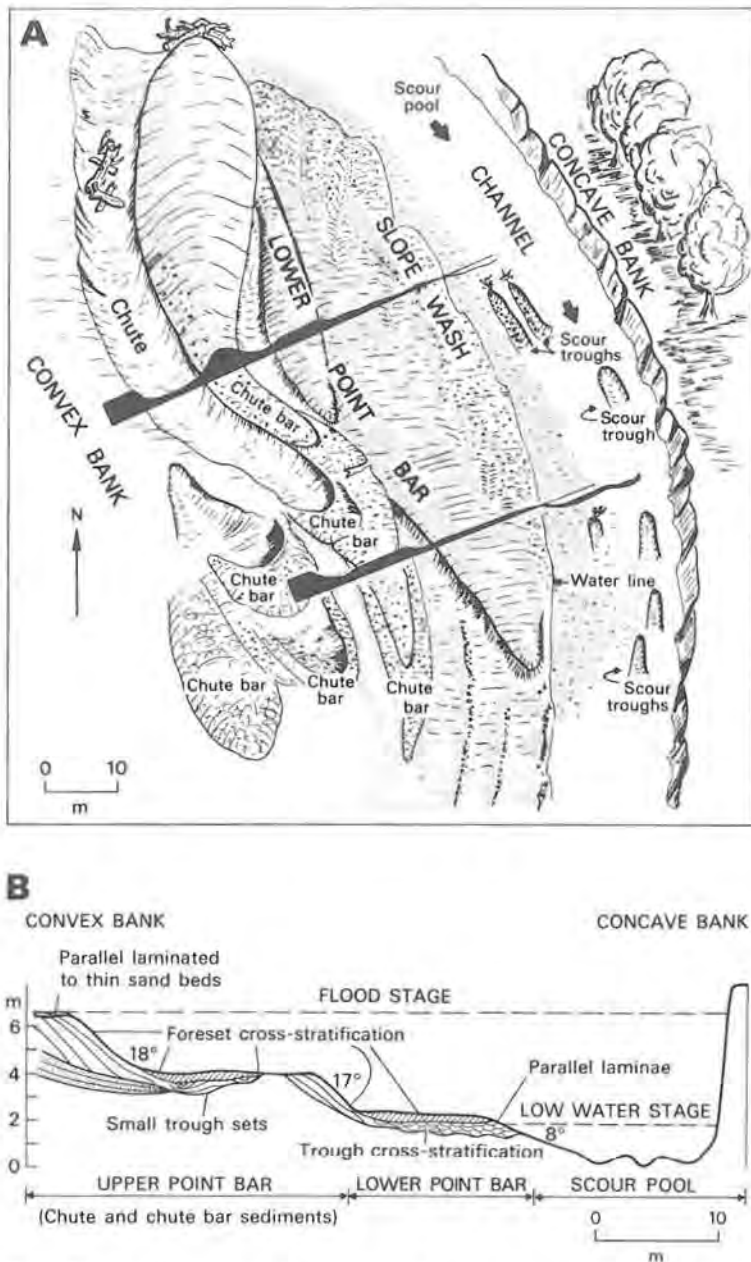 A
Scour
pool
CONCAVE BANK
CHANNEL
SLOPE WASH
LOWER POINT BAR
Scour
troughs
Chute
Chute bar
Scour
trough
CONVEX BANK
N
Chute
bar
Chute
bar
Water line
Chute bar
Chute
bar
Chute
bar
Scour
troughs
0 10
m
B
CONVEX BANK CONCAVE BANK
Parallel laminated
to thin sand beds
m
FLOOD STAGE
6
Foreset cross-stratification
18°
Parallel laminae
4
17°
Small trough sets
LOW WATER STAGE
2
8°
Trough cross-stratification
0
UPPER POINT BAR LOWER POINT BAR SCOUR POOL
(Chute and chute bar sediments)
0 10
m